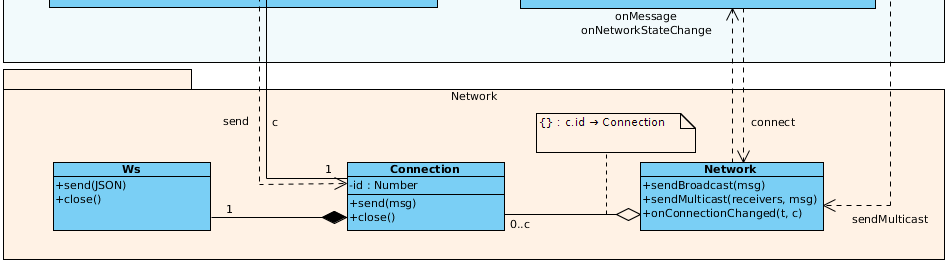 onMessage
onNetworkStateChange
Network
send
c
{} : c.id → Connection
connect
Ws
+send(JSON)
+close()
1
1
Connection
-id : Number
+send(msg)
+close()
0..c
Network
+sendBroadcast(msg)
+sendMulticast(receivers, msg)
+onConnectionChanged(t, c)
sendMulticast